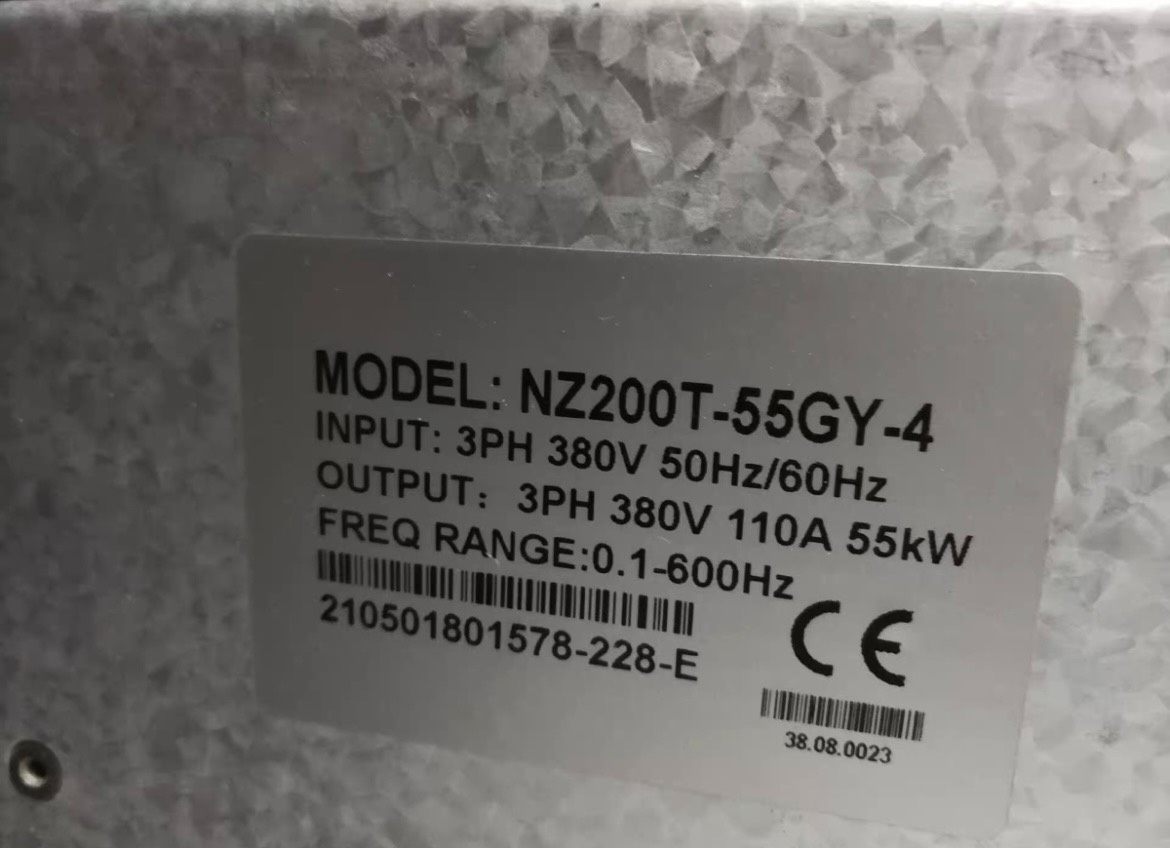 MODEL: NZ200T-55GY-4
INPUT: 3PH 380V 50Hz/60Hz
OUTPUT: 3PH 380V 110A 55kW
FREQ RANGE:0.1-600Hz
210501801578-228-E
CE
38.08.0023